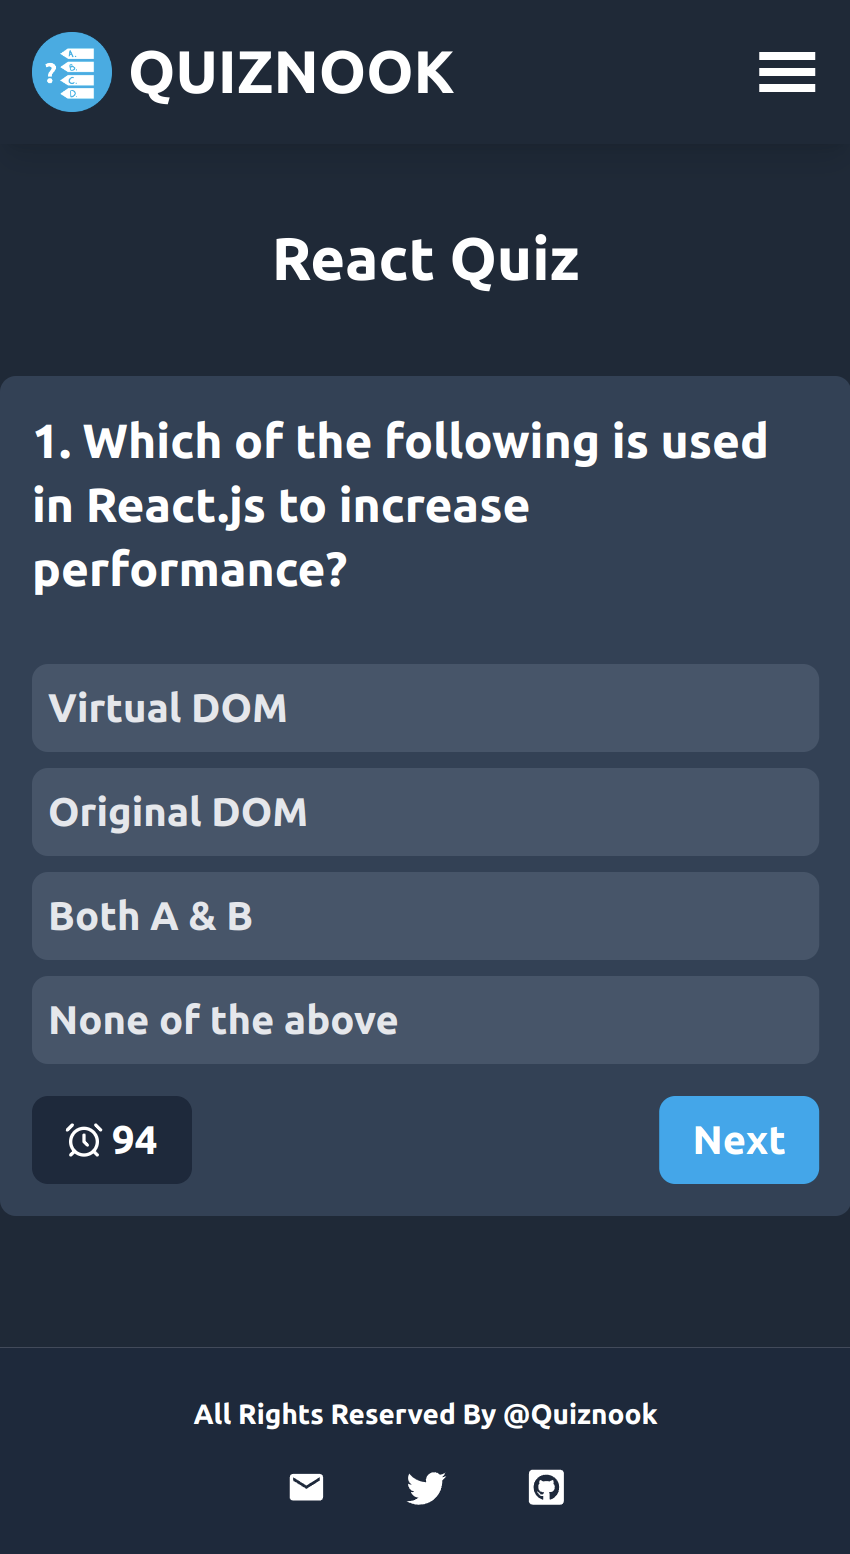 ? A. B. C. D.
QUIZNOOK
React Quiz
1. Which of the following is used
in React.js to increase
performance?
Virtual DOM
Original DOM
Both A & B
None of the above
94
Next
All Rights Reserved By @Quiznook